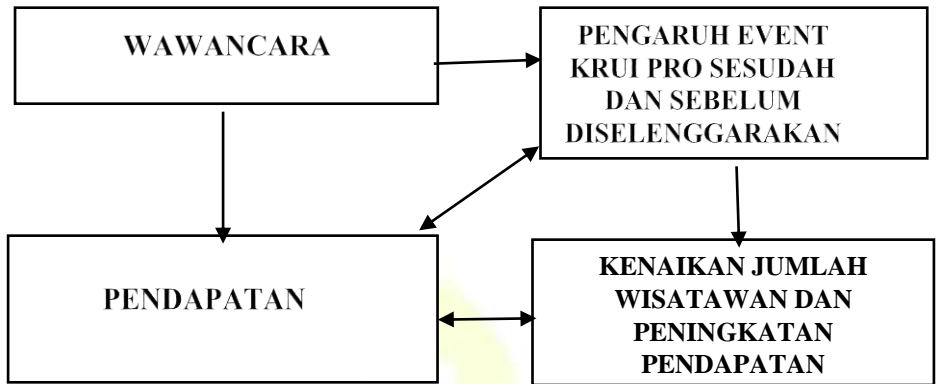 WAWANCARA
PENGARUH EVENT
KRUI PRO SESUDAH
DAN SEBELUM
DISELENGGARAKAN
PENDAPATAN
KENAIKAN JUMLAH
WISATAWAN DAN
PENINGKATAN
PENDAPATAN